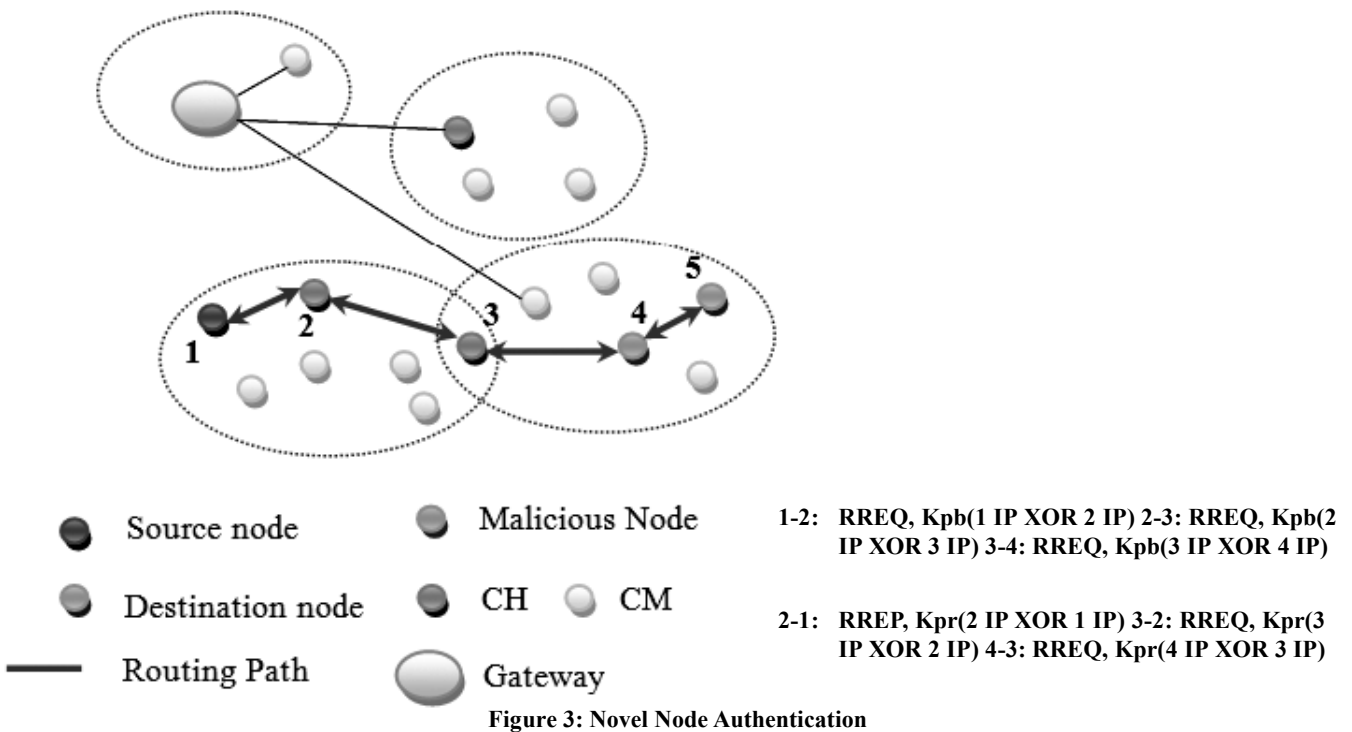 5
3
4
2
1
Source node
Malicious Node
Destination node
CH
CM
Routing Path
Gateway
1-2: RREQ, Kpb(1 IP XOR 2 IP) 2-3: RREQ, Kpb(2
IP XOR 3 IP) 3-4: RREQ, Kpb(3 IP XOR 4 IP)
2-1: RREP, Kpr(2 IP XOR 1 IP) 3-2: RREQ, Kpr(3
IP XOR 2 IP) 4-3: RREQ, Kpr(4 IP XOR 3 IP)
Figure 3: Novel Node Authentication